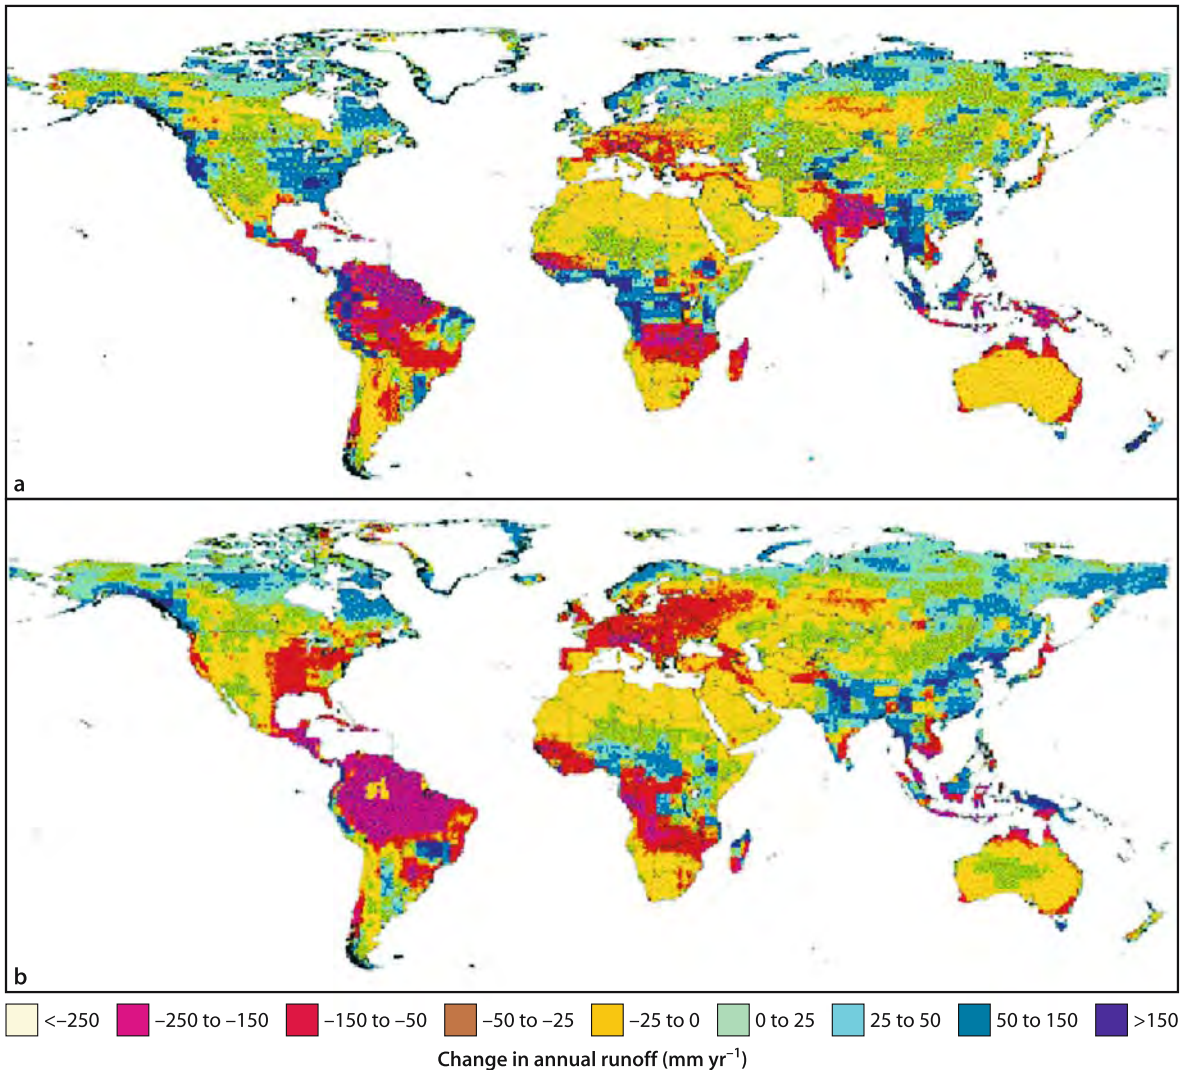 a
b
<–250
–250 to –150
–150 to –50
–50 to –25
–25 to 0
0 to 25
25 to 50
50 to 150
>150
Change in annual runoff (mm yr⁻¹)